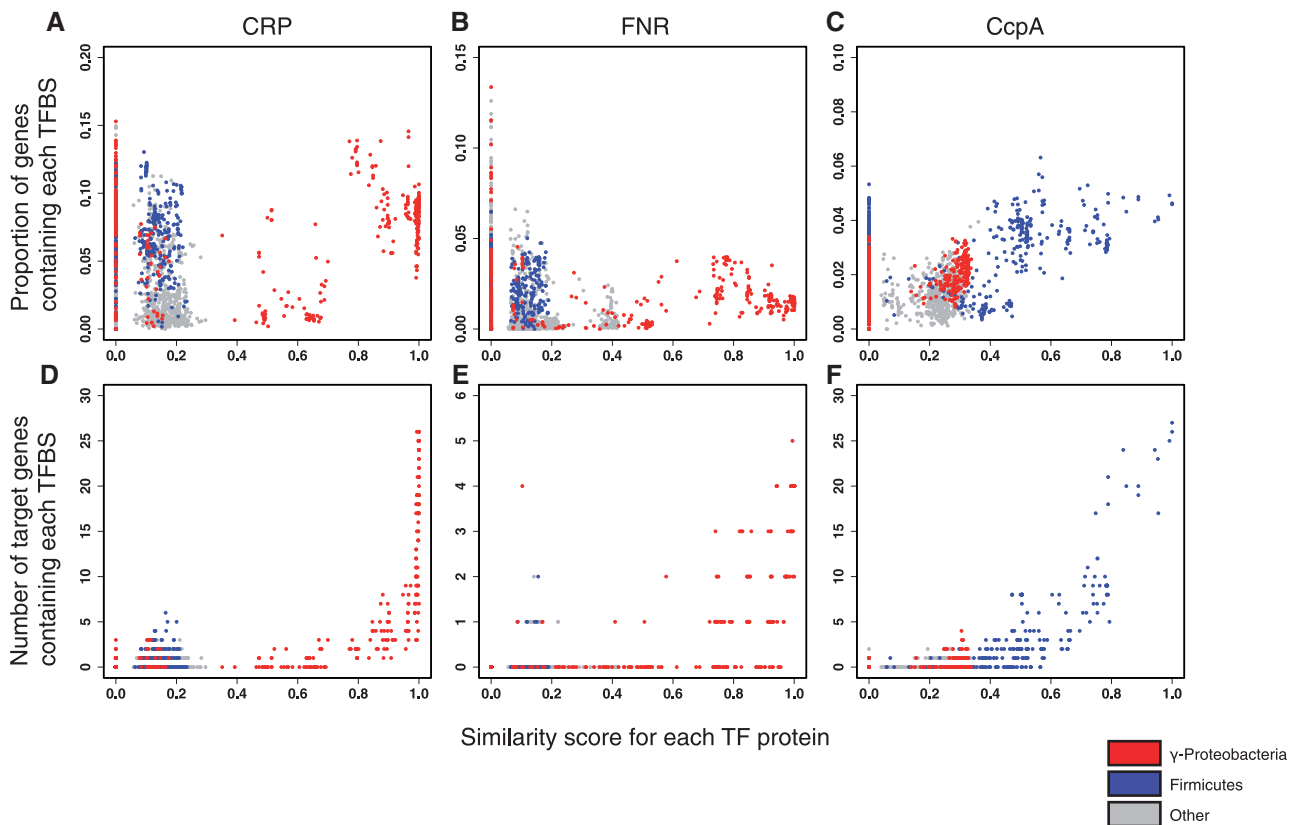 A
CRP
B
FNR
C
CcpA
Proportion of genes
containing each TFBS
0.00 0.05 0.10 0.15 0.20
0.0 0.2 0.4 0.6 0.8 1.0
0.00 0.05 0.10 0.15
0.0 0.2 0.4 0.6 0.8 1.0
0.00 0.02 0.04 0.06 0.08 0.10
0.0 0.2 0.4 0.6 0.8 1.0
D
E
F
Number of target genes
containing each TFBS
0 5 10 15 20 25 30
0.0 0.2 0.4 0.6 0.8 1.0
0 1 2 3 4 5 6
0.0 0.2 0.4 0.6 0.8 1.0
0 5 10 15 20 25 30
0.0 0.2 0.4 0.6 0.8 1.0
Similarity score for each TF protein
γ-Proteobacteria
Firmicutes
Other